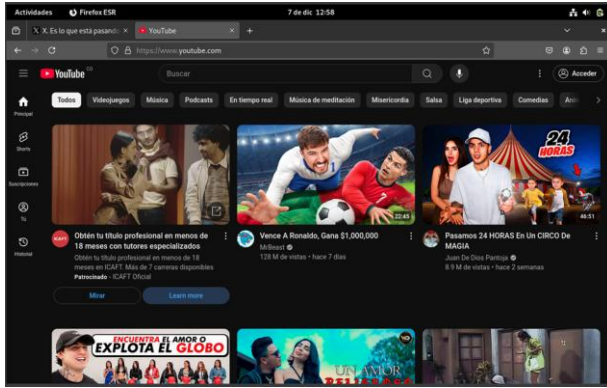 Actividades Firefox ESR 7 de dic 12:58
X. Es lo que está pasando YouTube
https://www.youtube.com
YouTube Buscar Acceder
Todos Videojuegos Música Podcasts En tiempo real Música de meditación Misericordia Salsa Liga deportiva Comedias
Principal
Shorts
Suscripciones
Tú
Historial
24
HORAS
22:45
46:51
Obtén tu título profesional en menos de
18 meses con tutores especializados
Obtén tu título profesional en menos de 18
meses en ICAFT. Más de 7 carreras disponibles
Patrocinado · ICAFT Oficial
Mirar Learn more
Vence A Ronaldo, Gana $1,000,000
MrBeast
128 M de vistas • hace 7 días
Pasamos 24 HORAS En Un CIRCO De
MAGIA
Juan De Dios Pantoja
8.9 M de vistas • hace 2 semanas
ENCUENTRA EL AMOR O
EXPLOTA EL GLOBO
UN AMOR